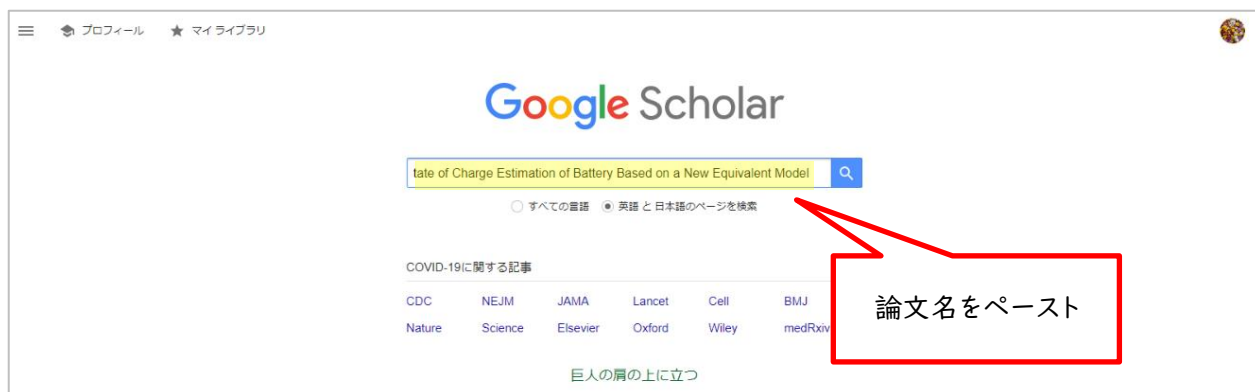 プロフィール マイライブラリ
Google Scholar
tate of Charge Estimation of Battery Based on a New Equivalent Model
すべての言語 英語 と 日本語のページを検索
COVID-19に関する記事
CDC NEJM JAMA Lancet Cell BMJ
Nature Science Elsevier Oxford Wiley medRxiv
論文名をペースト
巨人の肩の上に立つ